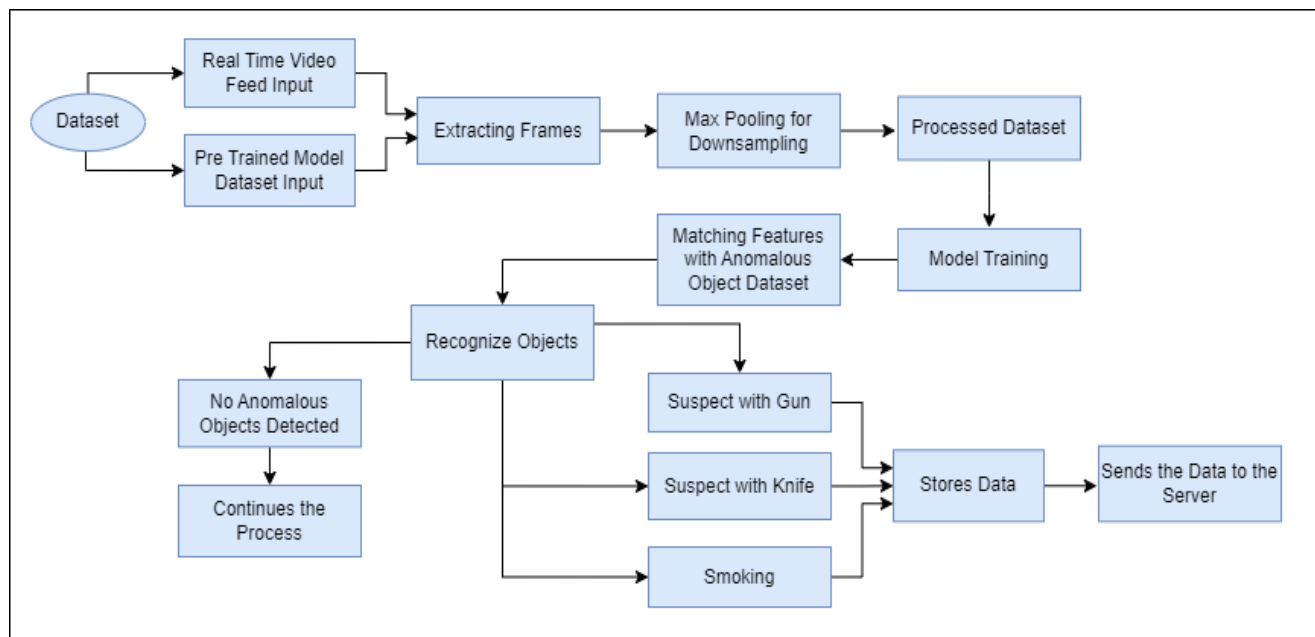 Real Time Video
Feed Input
Dataset
Pre Trained Model
Dataset Input
Extracting Frames
Max Pooling for
Downsampling
Processed Dataset
Matching Features
with Anomalous
Object Dataset
Model Training
Recognize Objects
No Anomalous
Objects Detected
Continues the
Process
Suspect with Gun
Suspect with Knife
Smoking
Stores Data
Sends the Data to the
Server